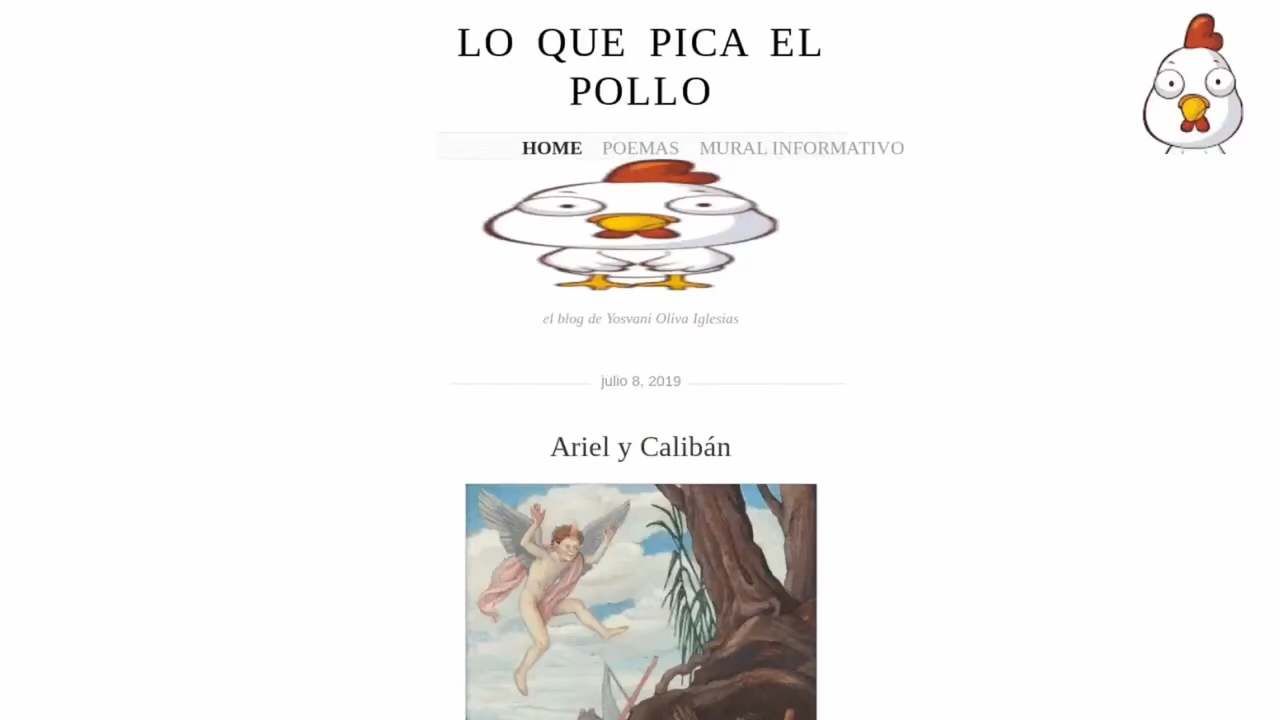 LO QUE PICA EL
POLLO
HOME POEMAS MURAL INFORMATIVO
el blog de Yosvani Oliva Iglesias
julio 8, 2019
Ariel y Calibán